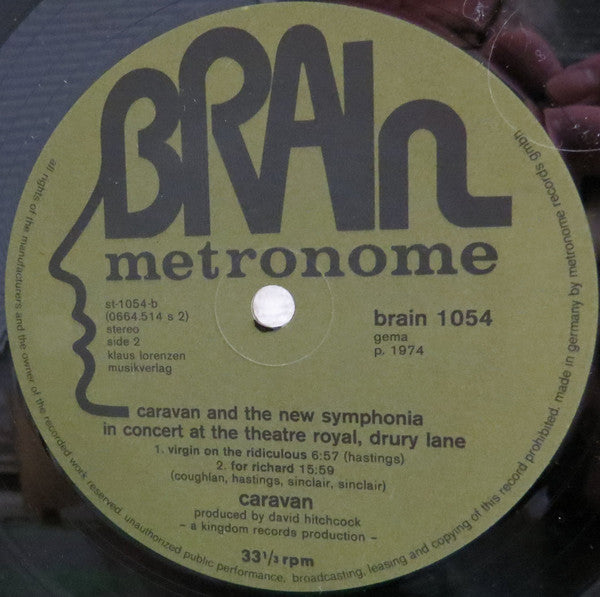 BRAIn
metronome
st-1054-b
(0664.514 s 2)
stereo
side 2
klaus lorenzen
musikverlag
brain 1054
gema
p. 1974
caravan and the new symphonia
in concert at the theatre royal, drury lane
1. virgin on the ridiculous 6:57 (hastings)
2. for richard 15:59
(coughlan, hastings, sinclair, sinclair)
caravan
produced by david hitchcock
– a kingdom records production –
33 1/3 rpm
all rights of the manufacturers and the owner of the recorded work reserved. unauthorized public performance, broadcasting, leasing and copying of this record prohibited. made in germany by metronome records gmbh